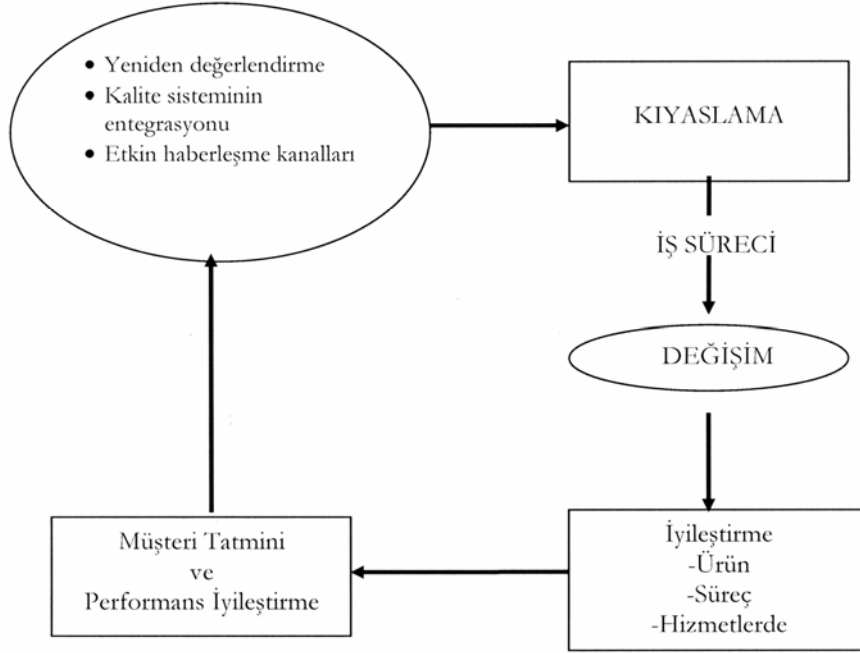 • Yeniden değerlendirme
• Kalite sisteminin
entegrasyonu
• Etkin haberleşme kanalları
KIYASLAMA
İŞ SÜRECİ
DEĞİŞİM
İyileştirme
-Ürün
-Süreç
-Hizmetlerde
Müşteri Tatmini
ve
Performans İyileştirme